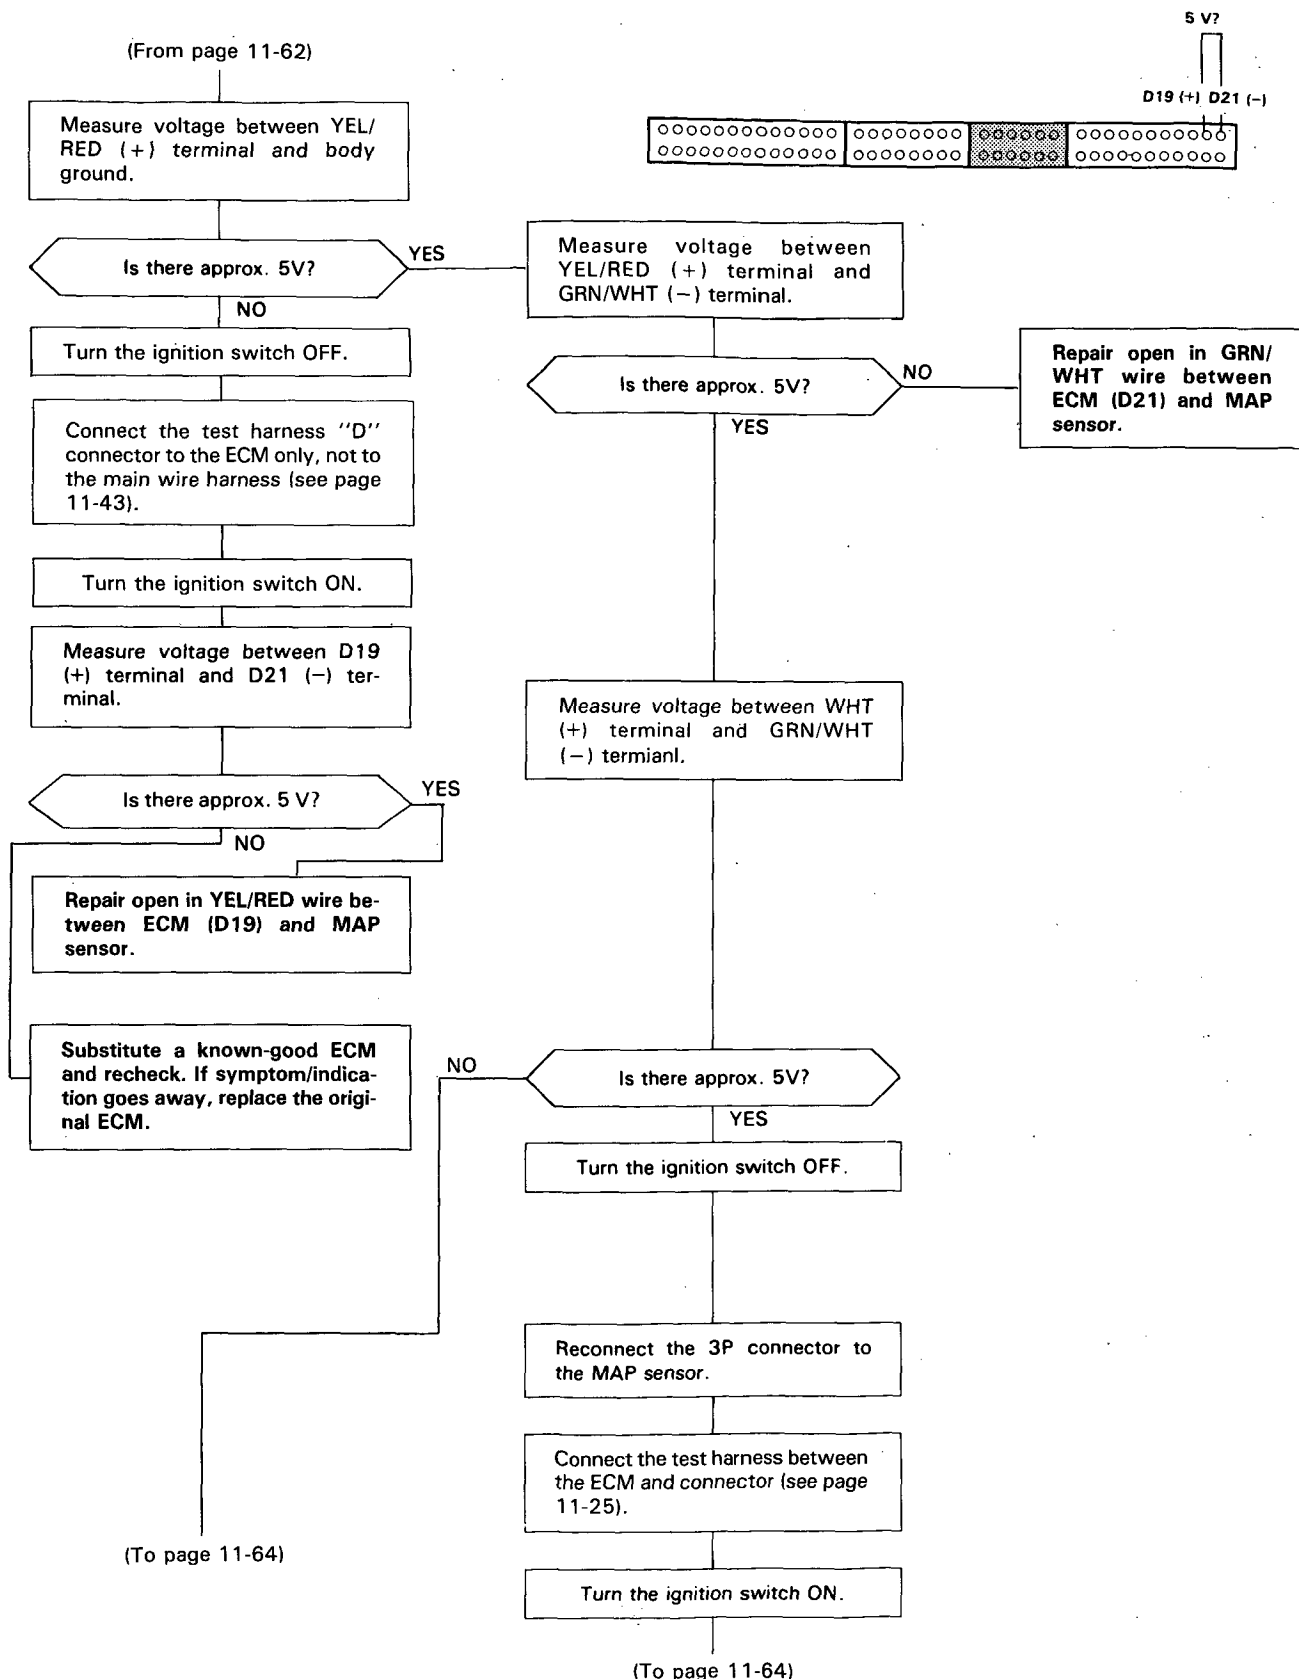 (From page 11-62)
5 V?
D19 (+) D21 (−)
Measure voltage between YEL/
RED (+) terminal and body
ground.
Is there approx. 5V?
YES
NO
Measure voltage between
YEL/RED (+) terminal and
GRN/WHT (−) terminal.
Is there approx. 5V?
NO
YES
Repair open in GRN/
WHT wire between
ECM (D21) and MAP
sensor.
Turn the ignition switch OFF.
Connect the test harness "D"
connector to the ECM only, not to
the main wire harness (see page
11-43).
Turn the ignition switch ON.
Measure voltage between D19
(+) terminal and D21 (−) ter-
minal.
Is there approx. 5 V?
YES
NO
Repair open in YEL/RED wire be-
tween ECM (D19) and MAP
sensor.
Substitute a known-good ECM
and recheck. If symptom/indica-
tion goes away, replace the origi-
nal ECM.
Measure voltage between WHT
(+) terminal and GRN/WHT
(−) termianl.
NO
Is there approx. 5V?
YES
Turn the ignition switch OFF.
Reconnect the 3P connector to
the MAP sensor.
Connect the test harness between
the ECM and connector (see page
11-25).
Turn the ignition switch ON.
(To page 11-64)
(To page 11-64)